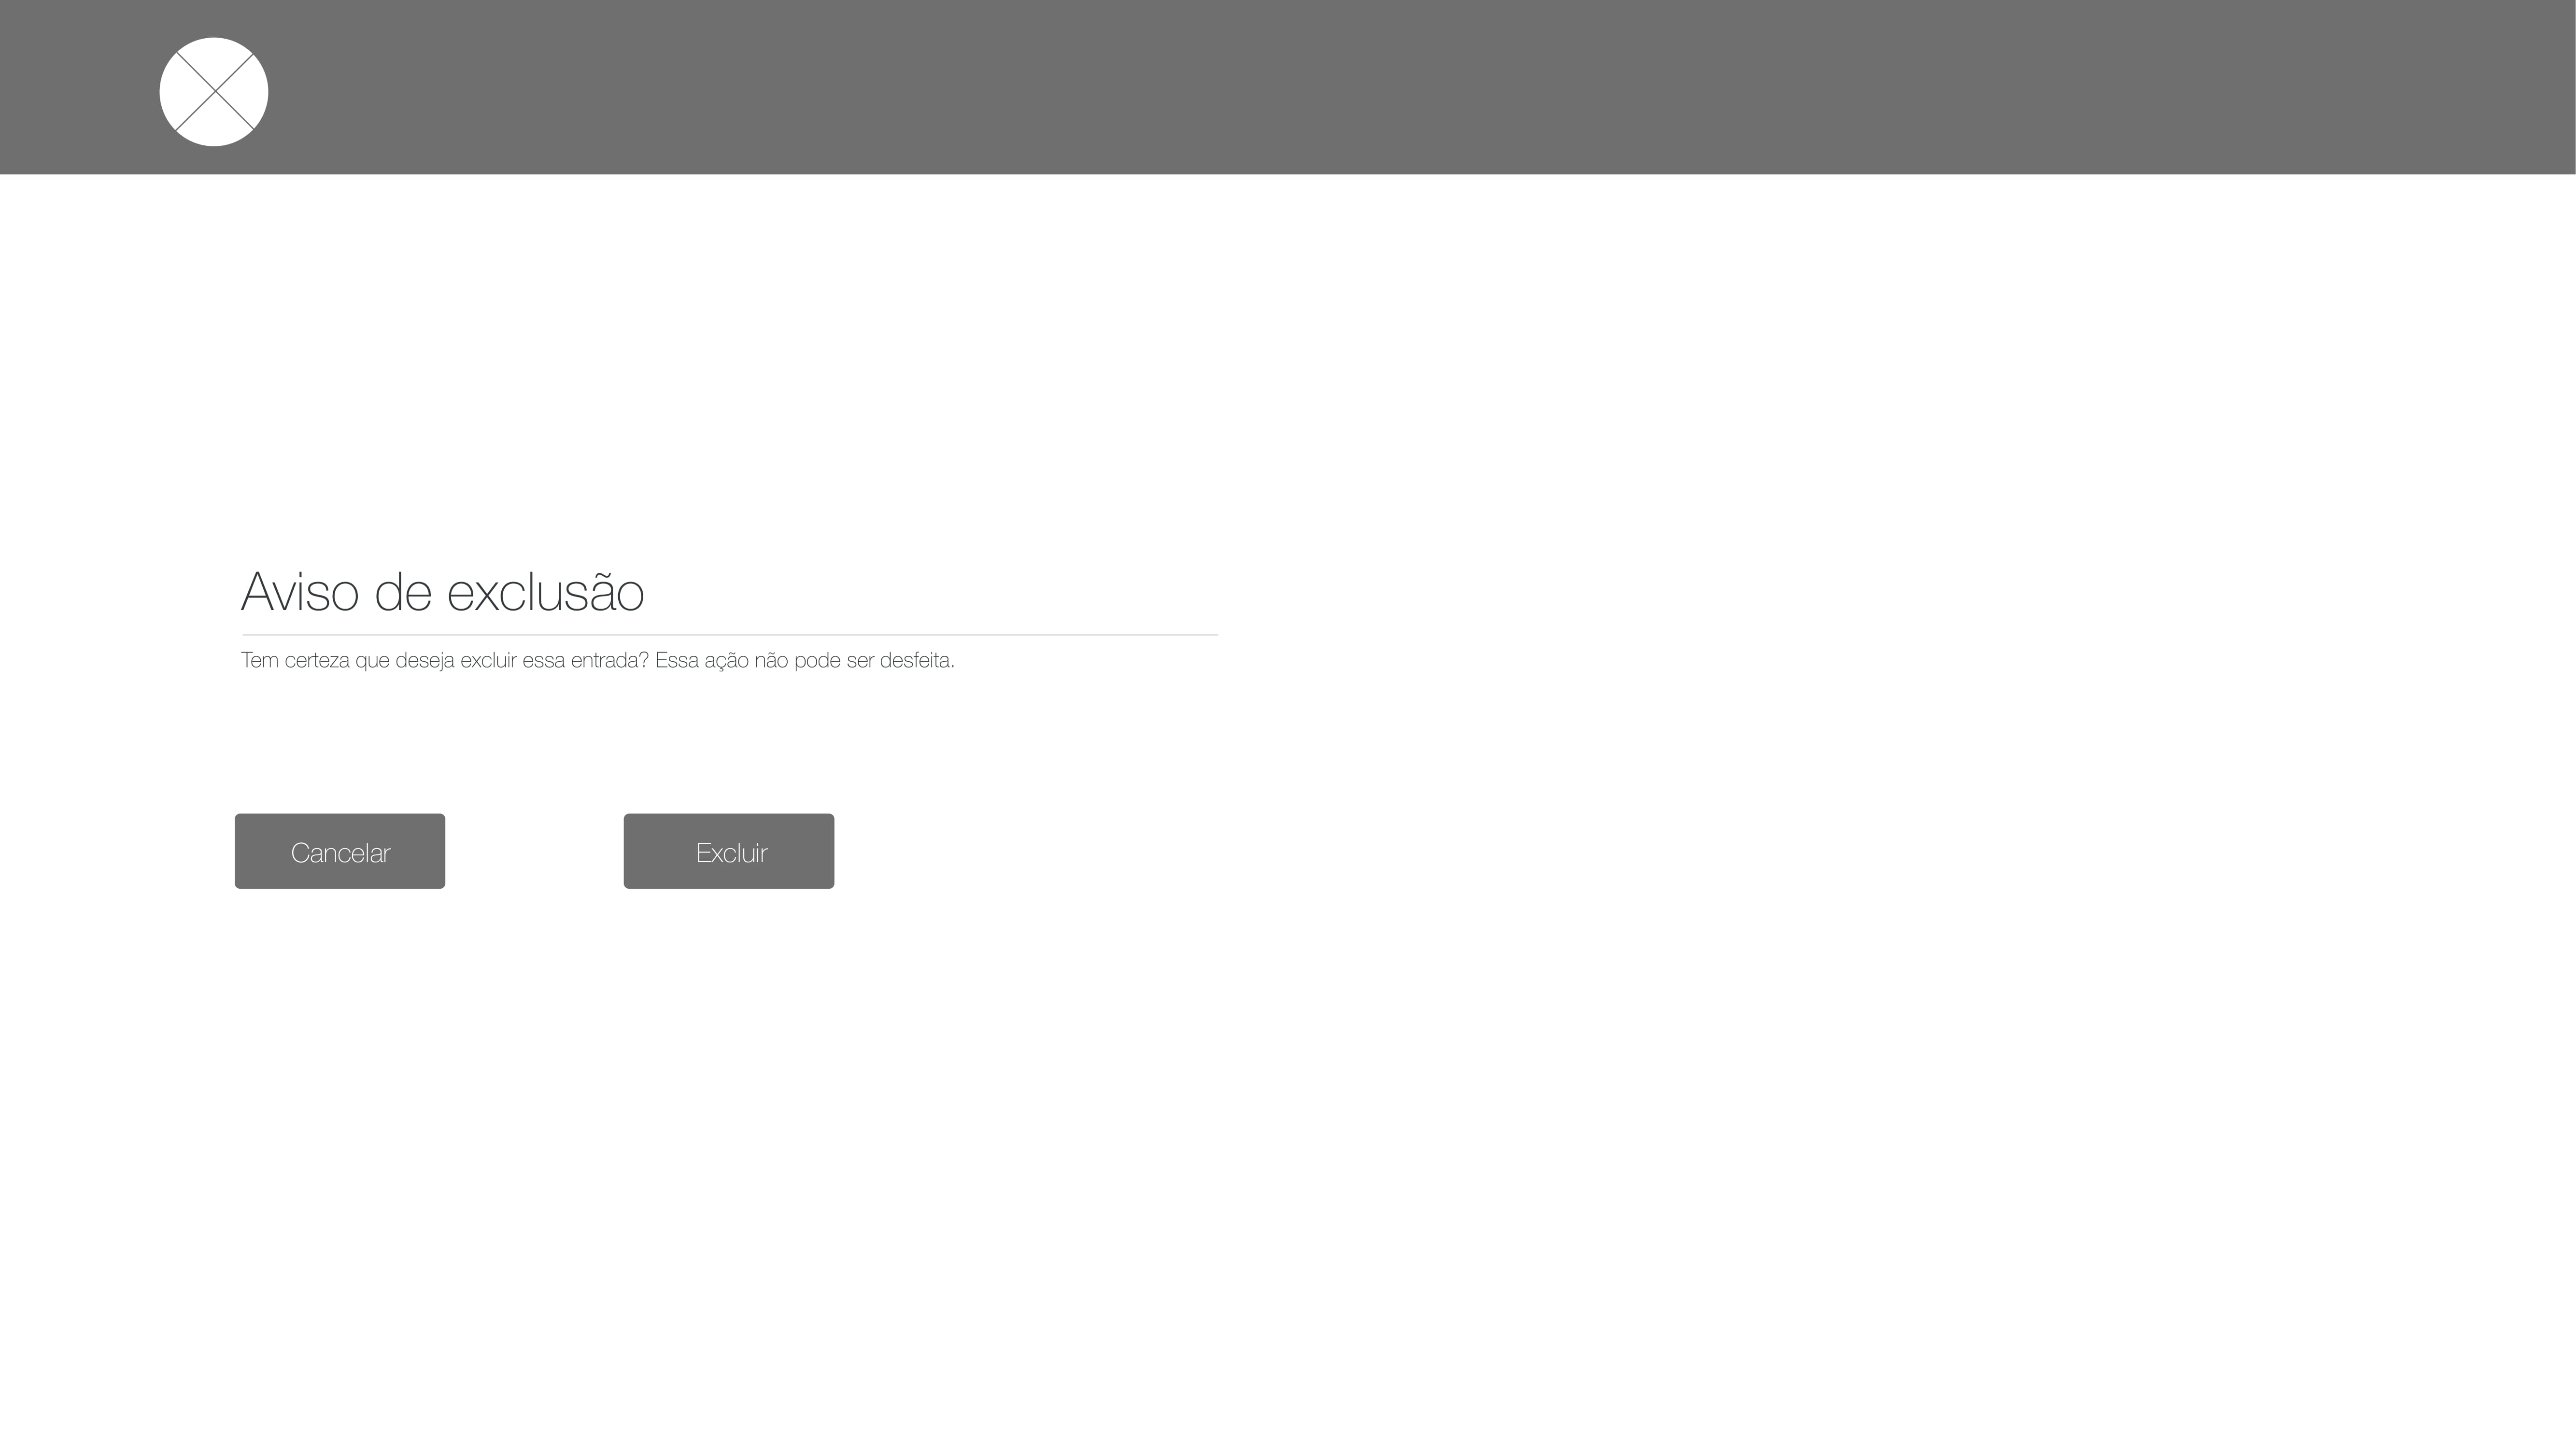 Aviso de exclusão
Tem certeza que deseja excluir essa entrada? Essa ação não pode ser desfeita.
Cancelar
Excluir